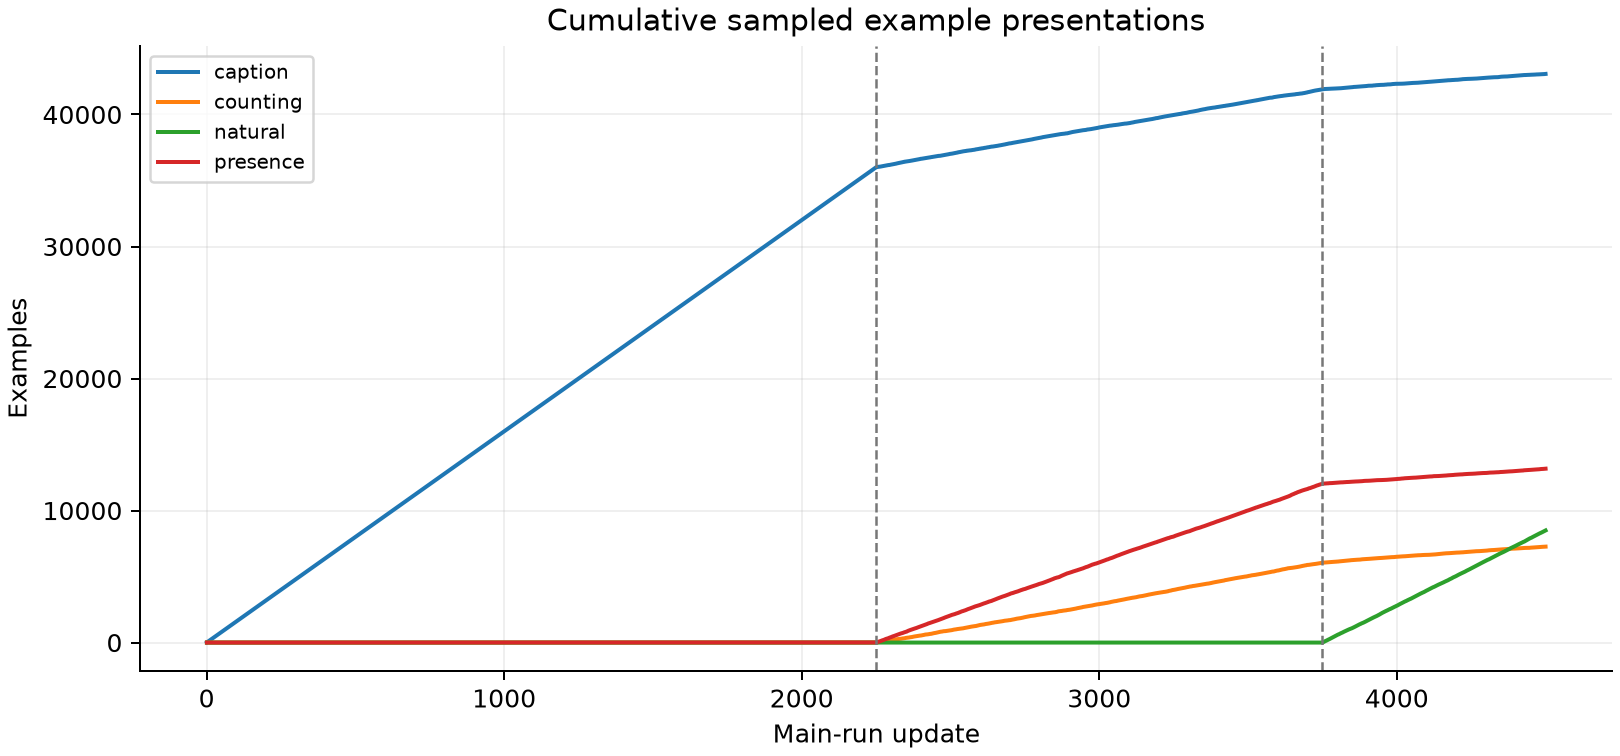 Cumulative sampled example presentations
caption
counting
natural
presence
40000
30000
20000
10000
0
Examples
0 1000 2000 3000 4000
Main-run update